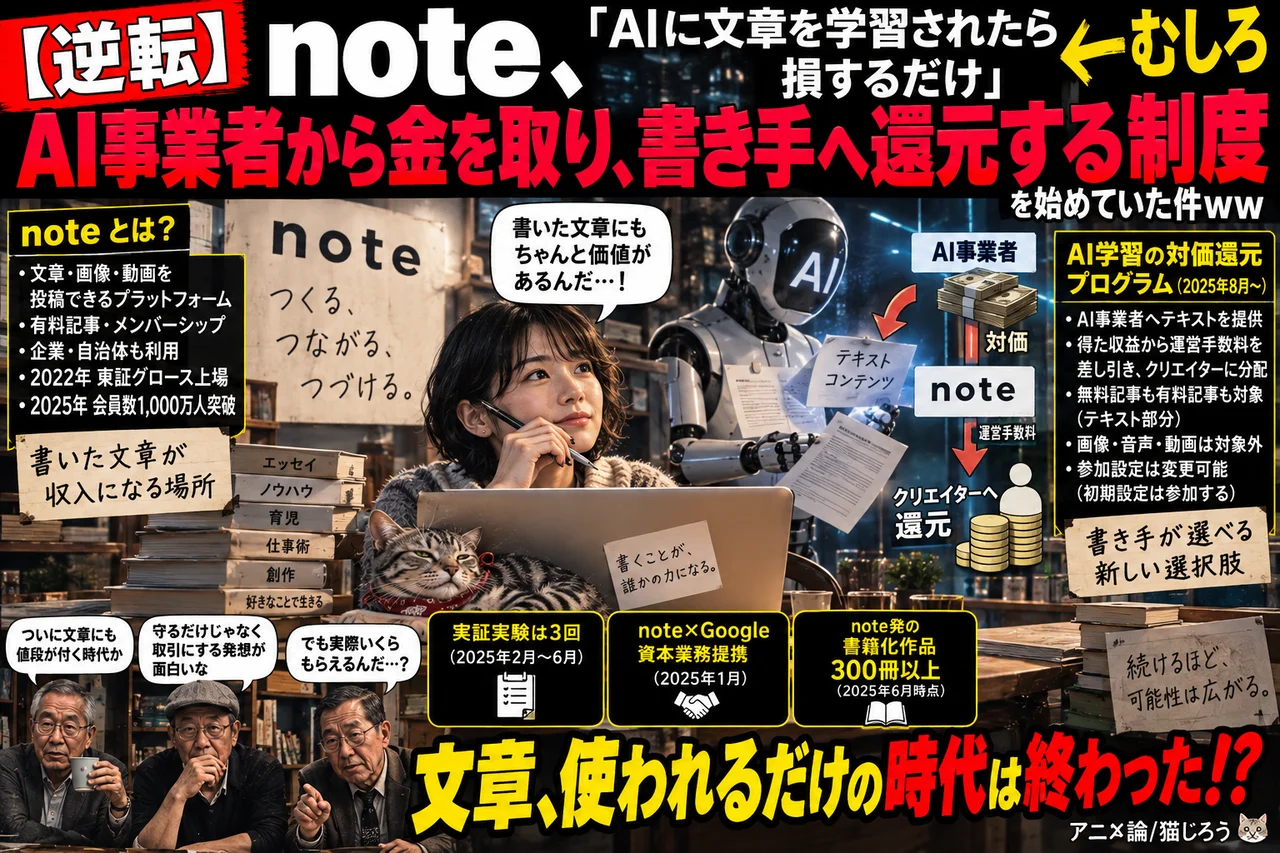 【逆転】note、「AIに文章を学習されたら
損するだけ」
←むしろ
AI事業者から金を取り、書き手へ還元する制度
を始めていた件ww
noteとは?
・文章・画像・動画を
投稿できるプラットフォーム
・有料記事・メンバーシップ
・企業・自治体も利用
・2022年 東証グロース上場
・2025年 会員数1,000万人突破
書いた文章が
収入になる場所
note
つくる、
つながる、
つづける。
エッセイ
ノウハウ
育児
仕事術
創作
好きなことで生きる
書いた文章にも
ちゃんと価値が
あるんだ…!
AI
テキスト
コンテンツ
書くことが、
誰かの力になる。
AI事業者
対価
note
運営手数料
クリエイターへ
還元
AI学習の対価還元
プログラム(2025年8月〜)
・AI事業者へテキストを提供
・得た収益から運営手数料を
差し引き、クリエイターに分配
・無料記事も有料記事も対象
(テキスト部分)
・画像・音声・動画は対象外
・参加設定は変更可能
(初期設定は参加する)
書き手が選べる
新しい選択肢
続けるほど、
可能性は広がる。
ついに文章にも
値段が付く時代か
守るだけじゃなく
取引にする発想が
面白いな
でも実際いくら
もらえるんだ…?
実証実験は3回
(2025年2月〜6月)
note×Google
資本業務提携
(2025年1月)
note発の
書籍化作品
300冊以上
(2025年6月時点)
文章、使われるだけの時代は終わった!?
アニメ論/猫じろう